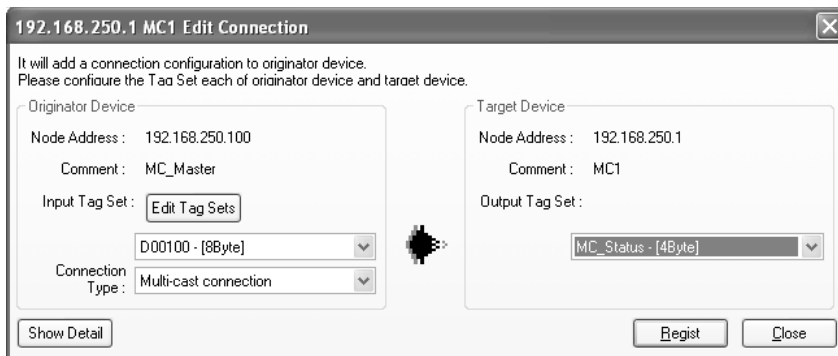 192.168.250.1 MC1 Edit Connection
It will add a connection configuration to originator device.
Please configure the Tag Set each of originator device and target device.
Originator Device
Node Address : 192.168.250.100
Comment : MC_Master
Input Tag Set : Edit Tag Sets
D00100 - [8Byte]
Connection Type : Multi-cast connection
Target Device
Node Address : 192.168.250.1
Comment : MC1
Output Tag Set :
MC_Status - [4Byte]
Show Detail
Regist
Close